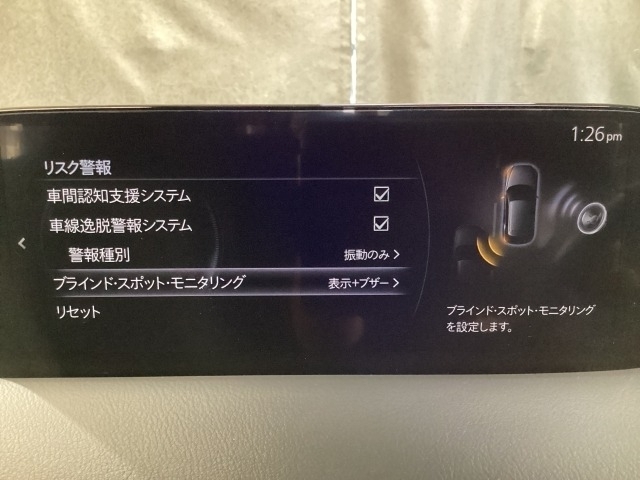 1:26pm
リスク警報
車間認知支援システム
車線逸脱警報システム
警報種別 振動のみ
ブラインド・スポット・モニタリング 表示+ブザー
リセット
ブラインド・スポット・モニタリング
を設定します。